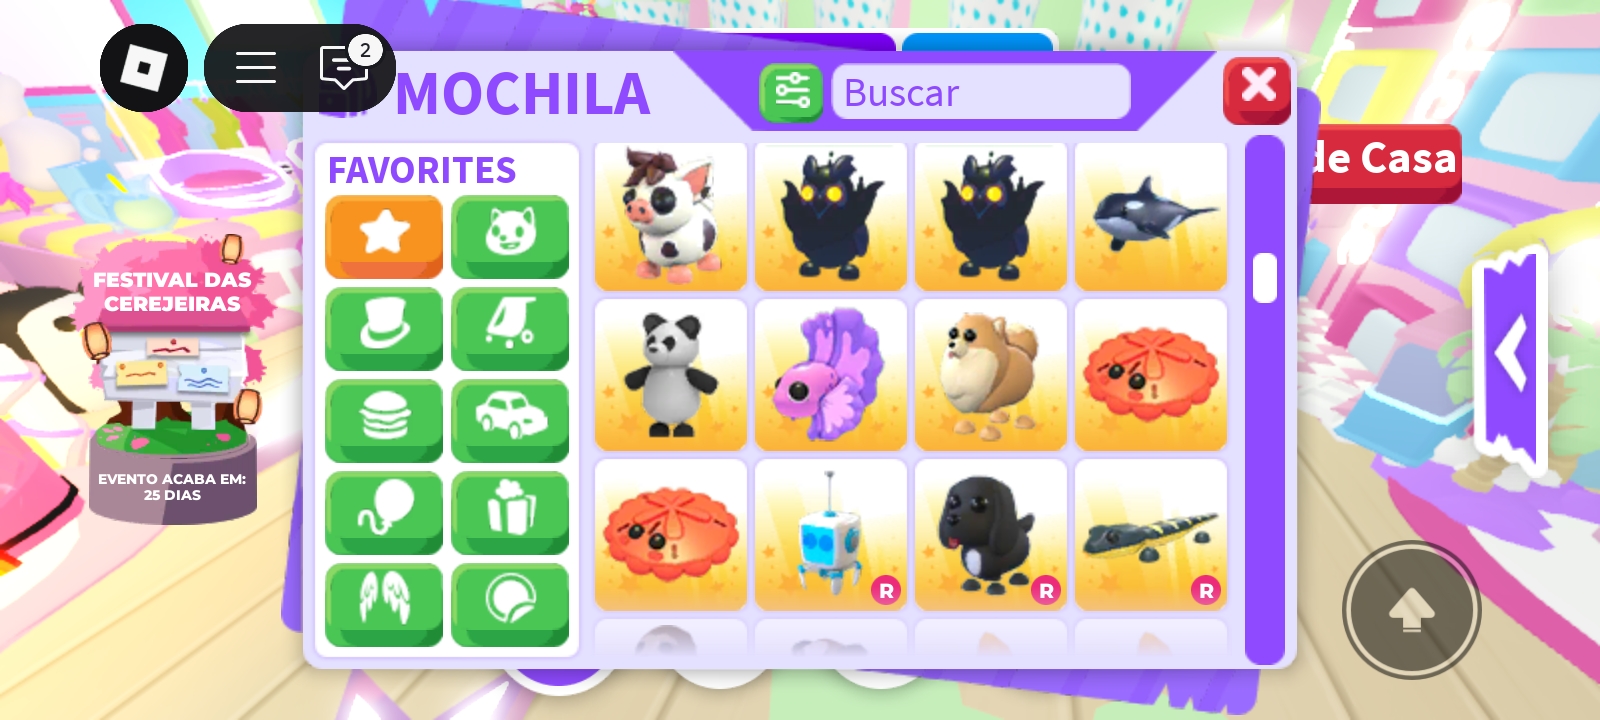 2
MOCHILA
Buscar
de Casa
FAVORITES
FESTIVAL DAS
CEREJEIRAS
EVENTO ACABA EM:
25 DIAS
R
R
R